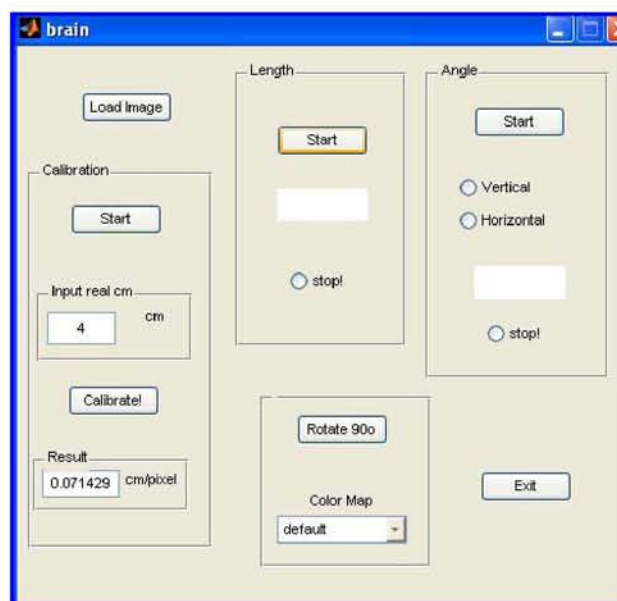 brain
Load Image
Calibration
Start
Input real cm
4
cm
Calibrate!
Result
0.071429
cm/pixel
Length
Start
stop!
Angle
Start
Vertical
Horizontal
stop!
Rotate 90o
Color Map
default
Exit